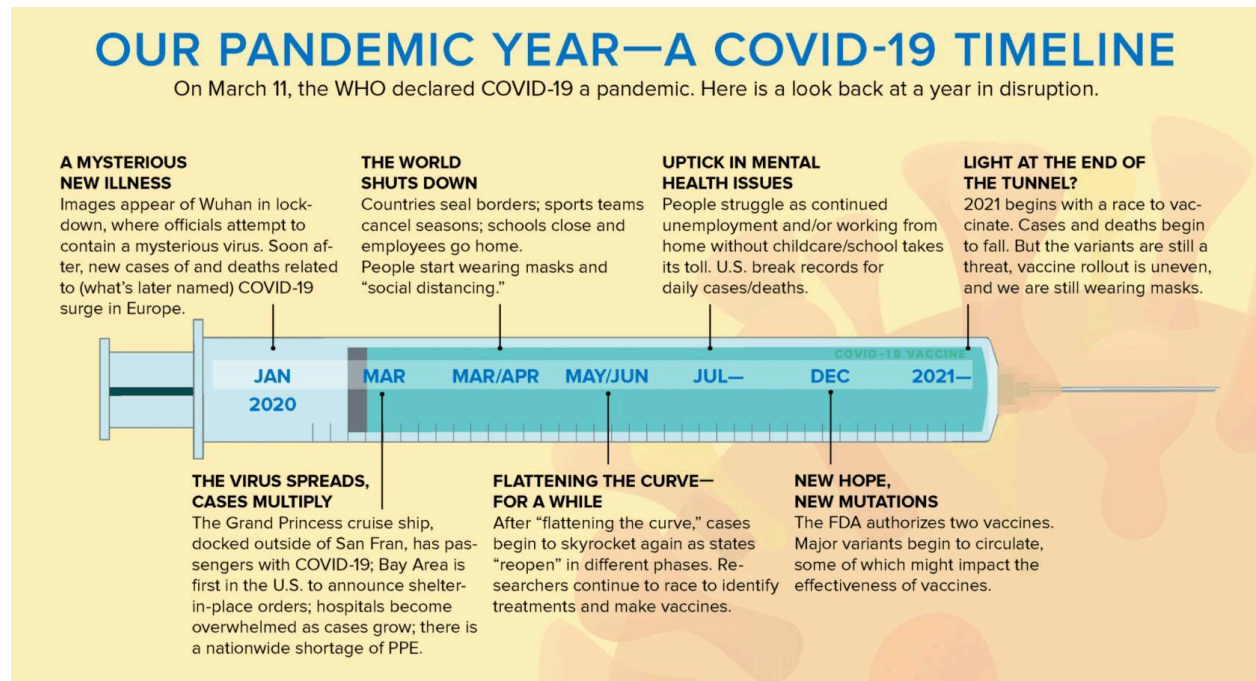 OUR PANDEMIC YEAR—A COVID-19 TIMELINE
On March 11, the WHO declared COVID-19 a pandemic. Here is a look back at a year in disruption.
A MYSTERIOUS
NEW ILLNESS
Images appear of Wuhan in lock-
down, where officials attempt to
contain a mysterious virus. Soon af-
ter, new cases of and deaths related
to (what's later named) COVID-19
surge in Europe.
THE WORLD
SHUTS DOWN
Countries seal borders; sports teams
cancel seasons; schools close and
employees go home.
People start wearing masks and
“social distancing.”
UPTICK IN MENTAL
HEALTH ISSUES
People struggle as continued
unemployment and/or working from
home without childcare/school takes
its toll. U.S. break records for
daily cases/deaths.
LIGHT AT THE END OF
THE TUNNEL?
2021 begins with a race to vac-
cinate. Cases and deaths begin
to fall. But the variants are still a
threat, vaccine rollout is uneven,
and we are still wearing masks.
COVID-19 VACCINE
JAN MAR MAR/APR MAY/JUN JUL— DEC 2021—
2020
THE VIRUS SPREADS,
CASES MULTIPLY
The Grand Princess cruise ship,
docked outside of San Fran, has pas-
sengers with COVID-19; Bay Area is
first in the U.S. to announce shelter-
in-place orders; hospitals become
overwhelmed as cases grow; there is
a nationwide shortage of PPE.
FLATTENING THE CURVE—
FOR A WHILE
After “flattening the curve,” cases
begin to skyrocket again as states
“reopen” in different phases. Re-
searchers continue to race to identify
treatments and make vaccines.
NEW HOPE,
NEW MUTATIONS
The FDA authorizes two vaccines.
Major variants begin to circulate,
some of which might impact the
effectiveness of vaccines.